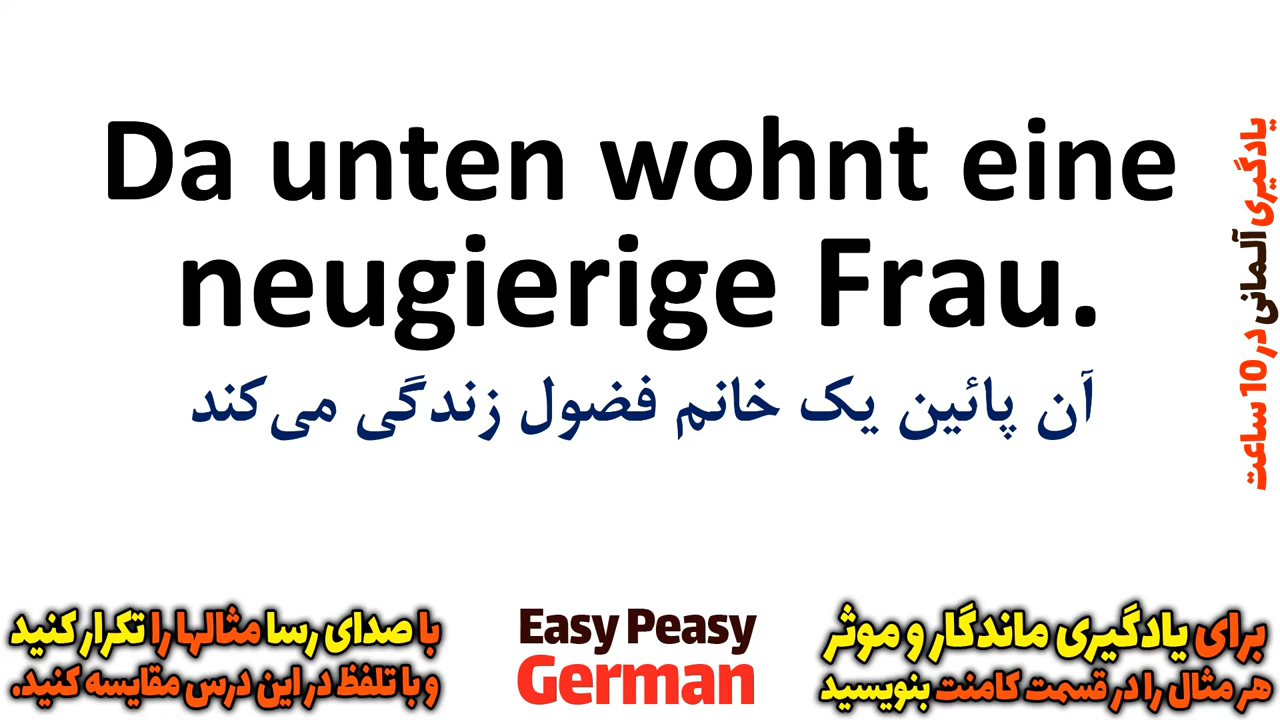 Da unten wohnt eine
neugierige Frau.
آن پائین یک خانم فضول زندگی می‌کند
یادگیری آلمانی در 10 ساعت
برای یادگیری ماندگار و موثر
هر مثال را در قسمت کامنت بنویسید
Easy Peasy
German
با صدای رسا مثالها را تکرار کنید
و با تلفظ در این درس مقایسه کنید.